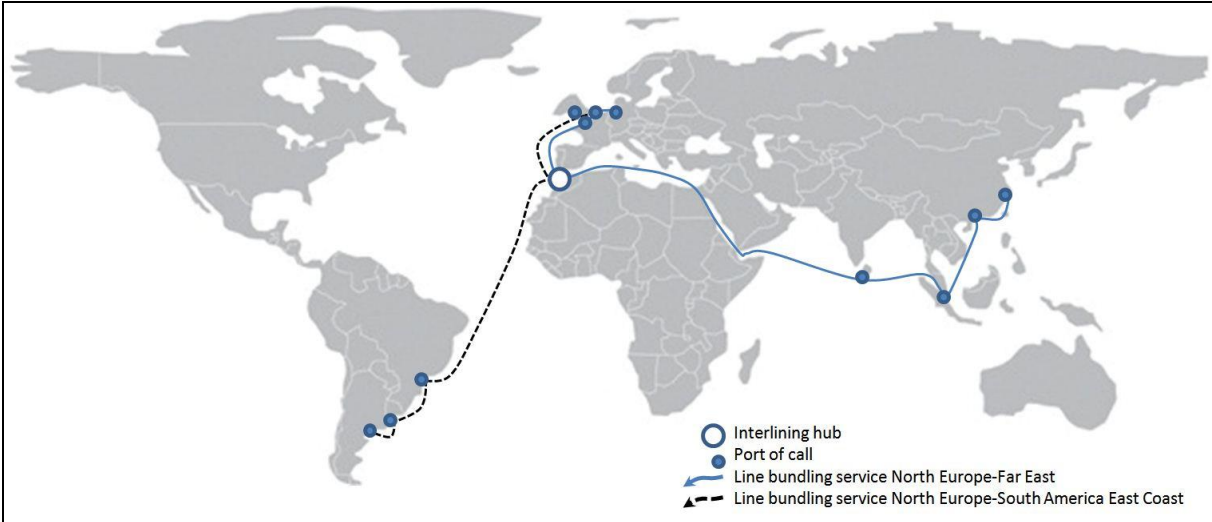 Interlining hub
Port of call
Line bundling service North Europe-Far East
Line bundling service North Europe-South America East Coast